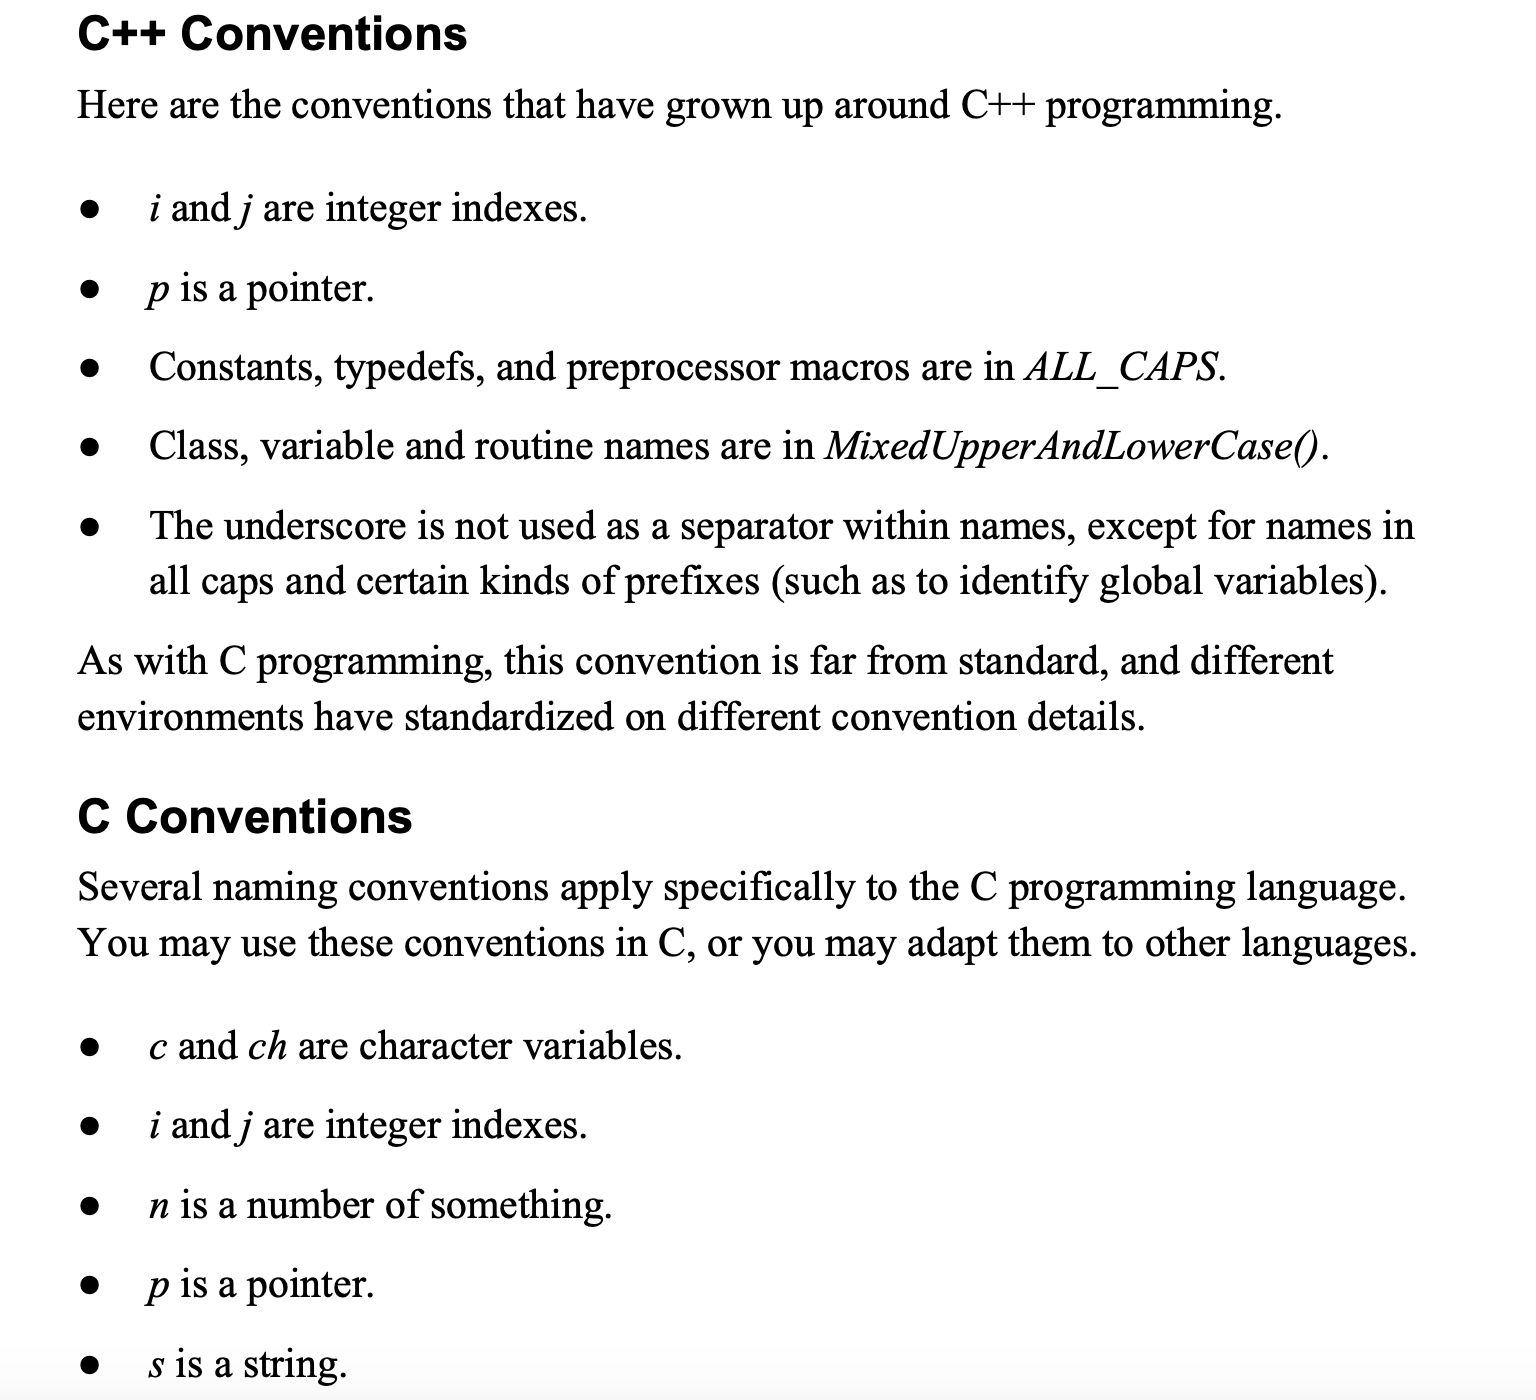 C++ Conventions
Here are the conventions that have grown up around C++ programming.
● i and j are integer indexes.
● p is a pointer.
● Constants, typedefs, and preprocessor macros are in ALL_CAPS.
● Class, variable and routine names are in MixedUpperAndLowerCase().
● The underscore is not used as a separator within names, except for names in
all caps and certain kinds of prefixes (such as to identify global variables).
As with C programming, this convention is far from standard, and different
environments have standardized on different convention details.
C Conventions
Several naming conventions apply specifically to the C programming language.
You may use these conventions in C, or you may adapt them to other languages.
● c and ch are character variables.
● i and j are integer indexes.
● n is a number of something.
● p is a pointer.
● s is a string.